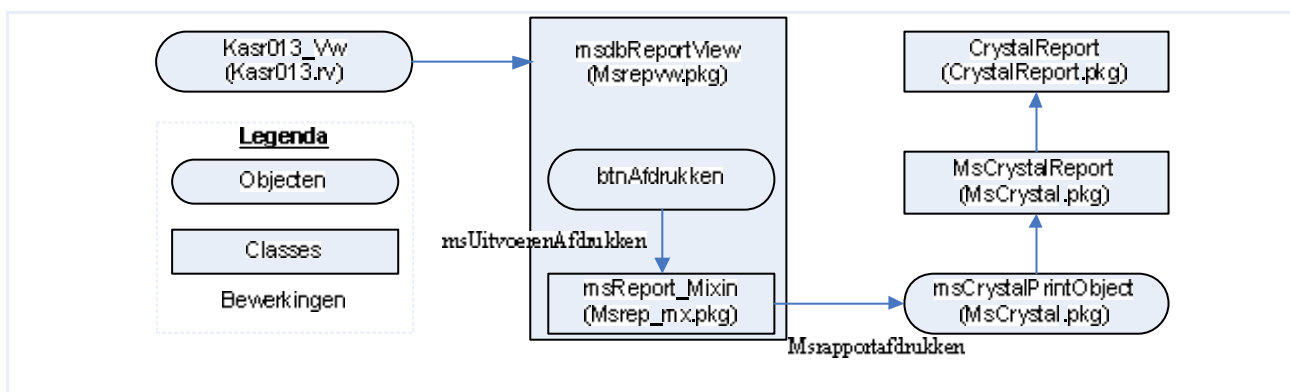 Kasr013_Vw
(Kasr013.rv)
Legenda
Objecten
Classes
Bewerkingen
msdbReportView
(Msrepvw.pkg)
btnAfdrukken
msUitvoerenAfdrukken
msReport_Mixin
(Msrep_mx.pkg)
Msrapportafdrukken
CrystalReport
(CrystalReport.pkg)
MsCrystalReport
(MsCrystal.pkg)
msCrystalPrintObject
(MsCrystal.pkg)